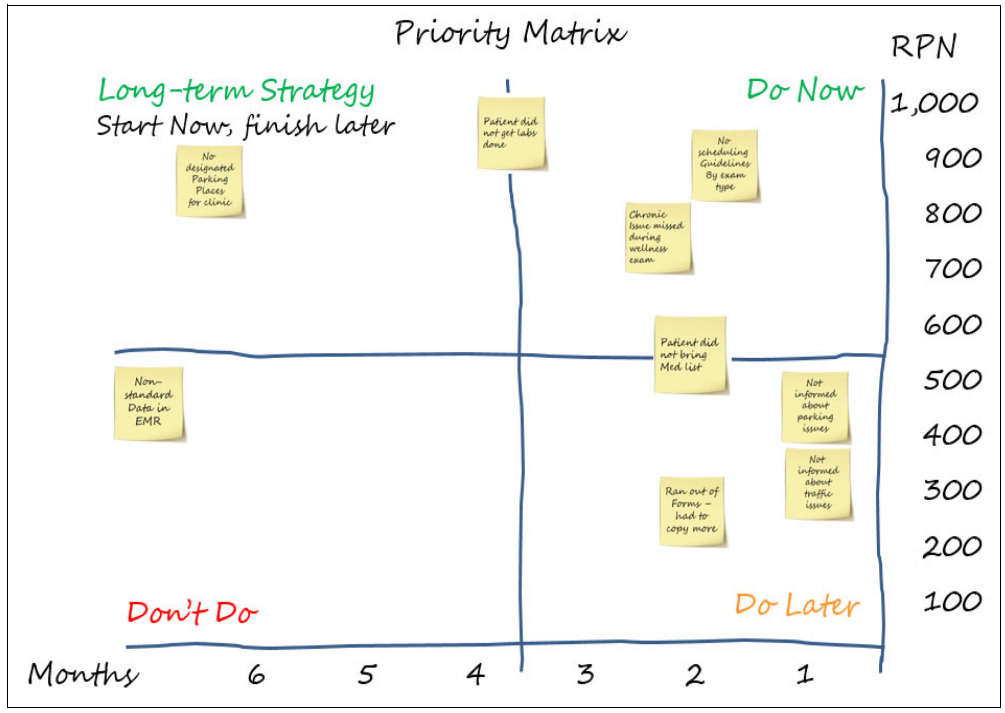 Priority Matrix
RPN
Long-term Strategy
Start Now, finish later
Do Now
1,000
900
800
700
600
500
400
300
200
100
Patient did
not get labs
done
No
scheduling
Guidelines
By exam
type
No
designated
Parking
Places
for clinic
Chronic
Issue missed
during
wellness
exam
Patient did
not bring
Med list
Non-
standard
Data in
EMR
Not
informed
about
parking
issues
Not
informed
about
traffic
issues
Ran out of
Forms –
had to
copy more
Don't Do
Do Later
Months
6
5
4
3
2
1